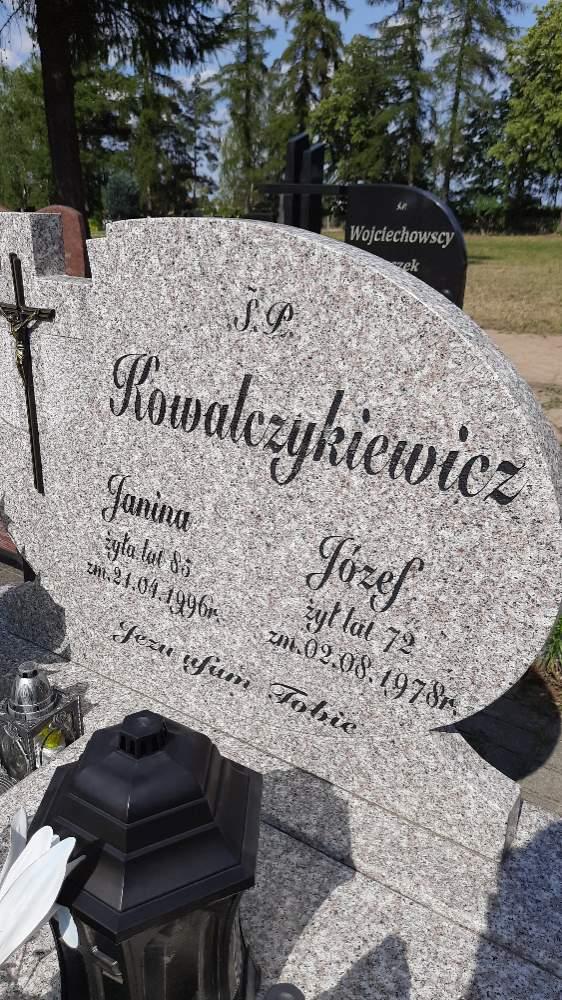 Ś.P.
Wojciechowscy
Ś.P.
Kowalczykiewicz
Janina
żyła lat 85
zm.21.04.1996r.
Józef
żył lat 72
zm.02.08.1978r.
Jezu ufam Tobie